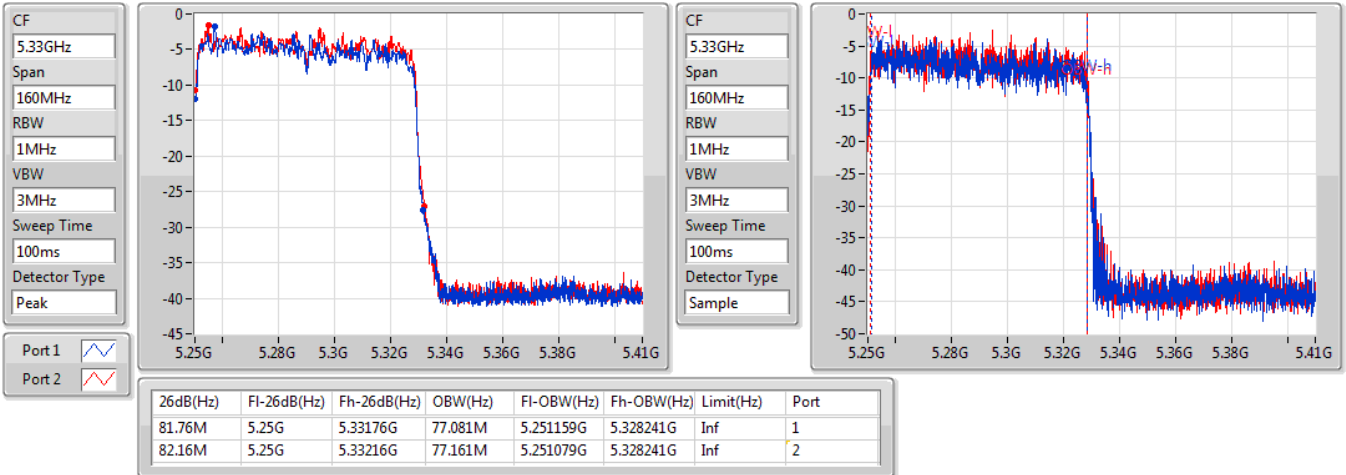 CF
5.33GHz
Span
160MHz
RBW
1MHz
VBW
3MHz
Sweep Time
100ms
Detector Type
Peak
Port 1
Port 2
0
-5
-10
-15
-20
-25
-30
-35
-40
-45
5.25G 5.28G 5.3G 5.32G 5.34G 5.36G 5.38G 5.41G
CF
5.33GHz
Span
160MHz
RBW
1MHz
VBW
3MHz
Sweep Time
100ms
Detector Type
Sample
0
-5
-10
-15
-20
-25
-30
-35
-40
-45
-50
5.25G 5.28G 5.3G 5.32G 5.34G 5.36G 5.38G 5.41G
26dB(Hz) Fl-26dB(Hz) Fh-26dB(Hz) OBW(Hz) Fl-OBW(Hz) Fh-OBW(Hz) Limit(Hz) Port
81.76M 5.25G 5.33176G 77.081M 5.251159G 5.328241G Inf 1
82.16M 5.25G 5.33216G 77.161M 5.251079G 5.328241G Inf 2